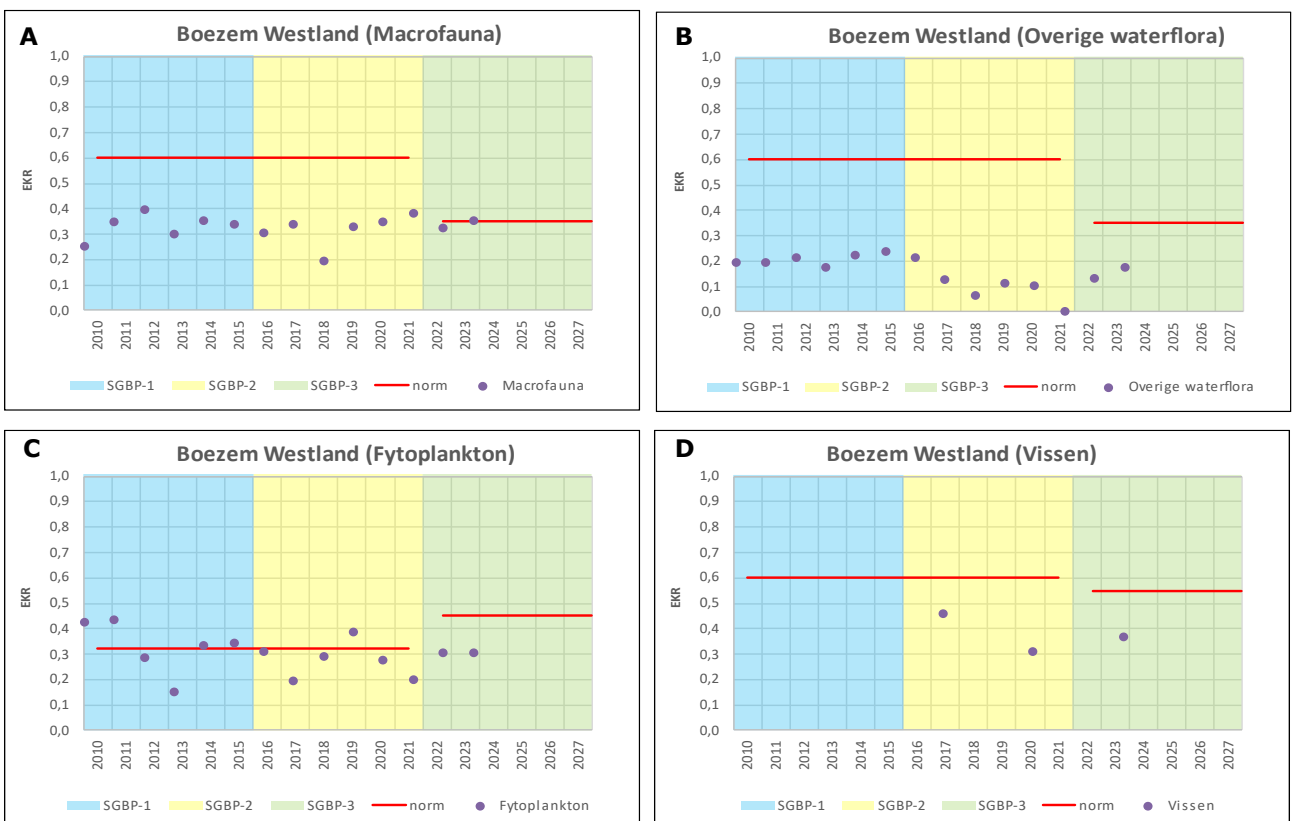 A
Boezem Westland (Macrofauna)
EKR
1,0
0,9
0,8
0,7
0,6
0,5
0,4
0,3
0,2
0,1
0,0
2010 2011 2012 2013 2014 2015 2016 2017 2018 2019 2020 2021 2022 2023 2024 2025 2026 2027
SGBP-1 SGBP-2 SGBP-3 norm Macrofauna
B
Boezem Westland (Overige waterflora)
EKR
1,0
0,9
0,8
0,7
0,6
0,5
0,4
0,3
0,2
0,1
0,0
2010 2011 2012 2013 2014 2015 2016 2017 2018 2019 2020 2021 2022 2023 2024 2025 2026 2027
SGBP-1 SGBP-2 SGBP-3 norm Overige waterflora
C
Boezem Westland (Fytoplankton)
EKR
1,0
0,9
0,8
0,7
0,6
0,5
0,4
0,3
0,2
0,1
0,0
2010 2011 2012 2013 2014 2015 2016 2017 2018 2019 2020 2021 2022 2023 2024 2025 2026 2027
SGBP-1 SGBP-2 SGBP-3 norm Fytoplankton
D
Boezem Westland (Vissen)
EKR
1,0
0,9
0,8
0,7
0,6
0,5
0,4
0,3
0,2
0,1
0,0
2010 2011 2012 2013 2014 2015 2016 2017 2018 2019 2020 2021 2022 2023 2024 2025 2026 2027
SGBP-1 SGBP-2 SGBP-3 norm Vissen